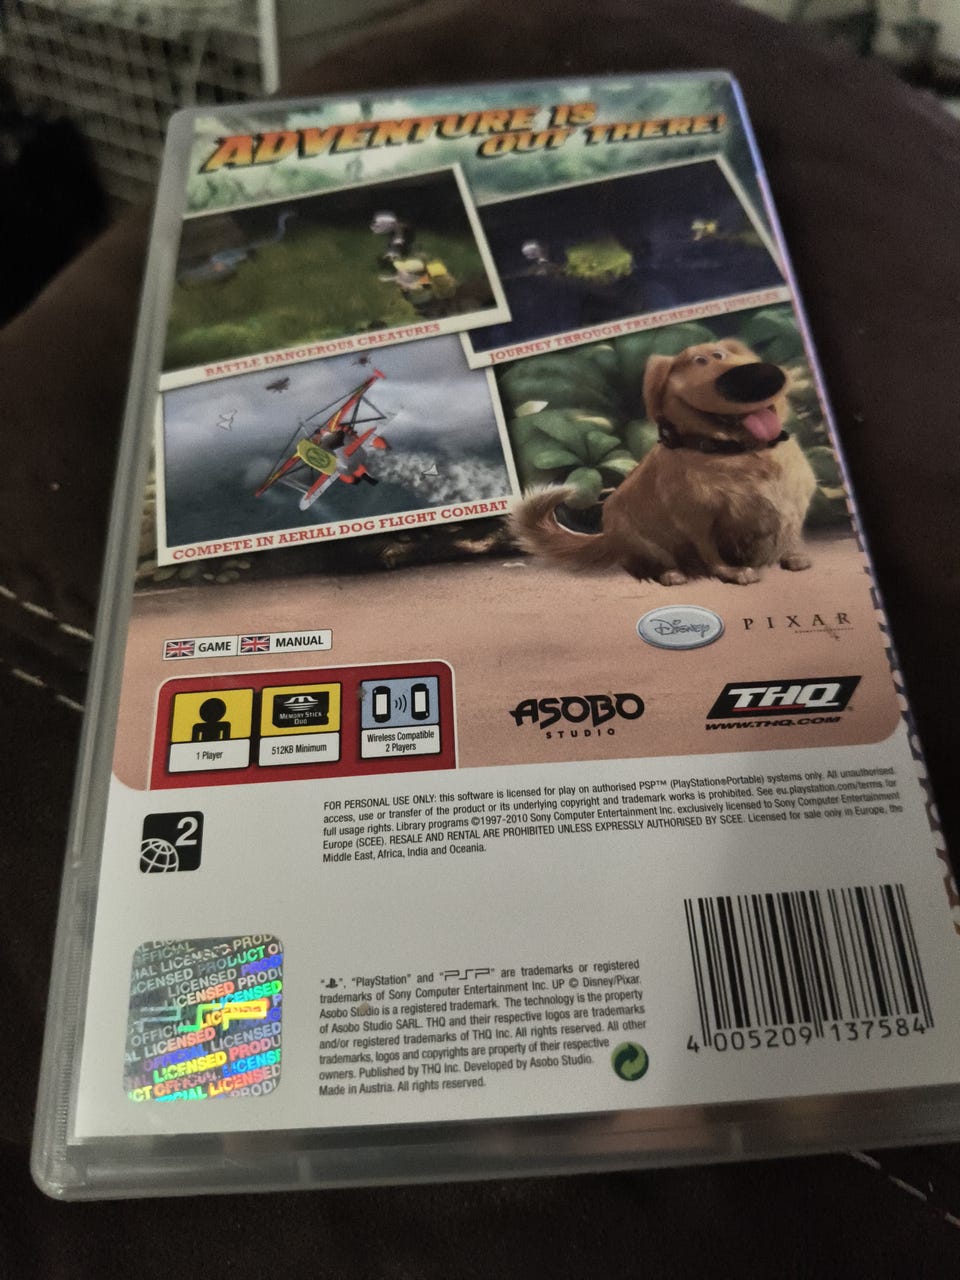 ADVENTURE IS
OUT THERE!
BATTLE DANGEROUS CREATURES
JOURNEY THROUGH TREACHEROUS JUNGLES
COMPETE IN AERIAL DOG FLIGHT COMBAT
Disney PIXAR
GAME MANUAL
1 Player
MEMORY STICK
DUO
512KB Minimum
Wireless Compatible
2 Players
ASOBO
STUDIO
THQ
www.THQ.COM
2
FOR PERSONAL USE ONLY: this software is licensed for play on authorised PSP™ (PlayStation®Portable) systems only. All unauthorised
access, use or transfer of the product or its underlying copyright and trademark works is prohibited. See eu.playstation.com/terms for
full usage rights. Library programs ©1997-2010 Sony Computer Entertainment Inc. exclusively licensed to Sony Computer Entertainment
Europe (SCEE). RESALE AND RENTAL ARE PROHIBITED UNLESS EXPRESSLY AUTHORISED BY SCEE. Licensed for sale only in Europe, the
Middle East, Africa, India and Oceania.
"", "PlayStation" and "PSP" are trademarks or registered
trademarks of Sony Computer Entertainment Inc. UP © Disney/Pixar.
Asobo Studio is a registered trademark. The technology is the property
of Asobo Studio SARL. THQ and their respective logos are trademarks
and/or registered trademarks of THQ Inc. All rights reserved. All other
trademarks, logos and copyrights are property of their respective
owners. Published by THQ Inc. Developed by Asobo Studio.
Made in Austria. All rights reserved.
4 005209 137584
OFFICIAL LICENSED PRODUCT
PSP